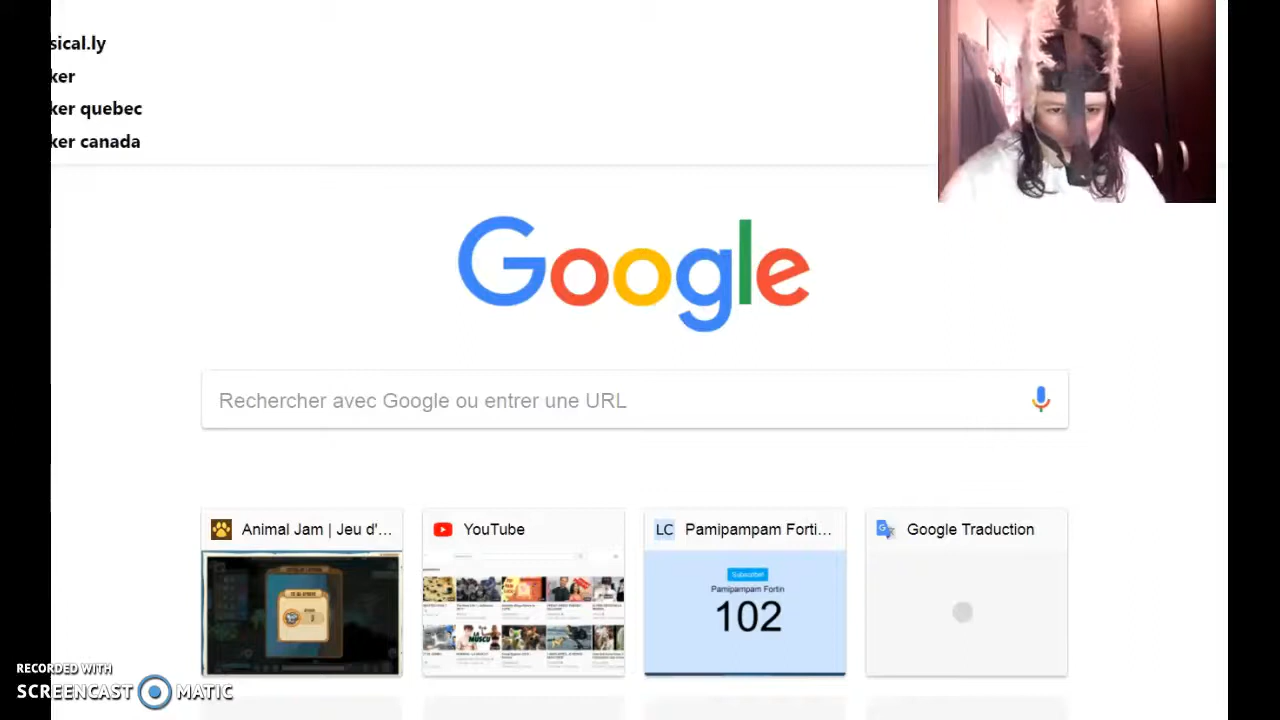 sical.ly
ker
ker quebec
ker canada
Google
Rechercher avec Google ou entrer une URL
Animal Jam | Jeu d'...
YouTube
LC Pamipampam Forti...
Google Traduction
Pamipampam Fortin
102
RECORDED WITH
SCREENCAST MATIC